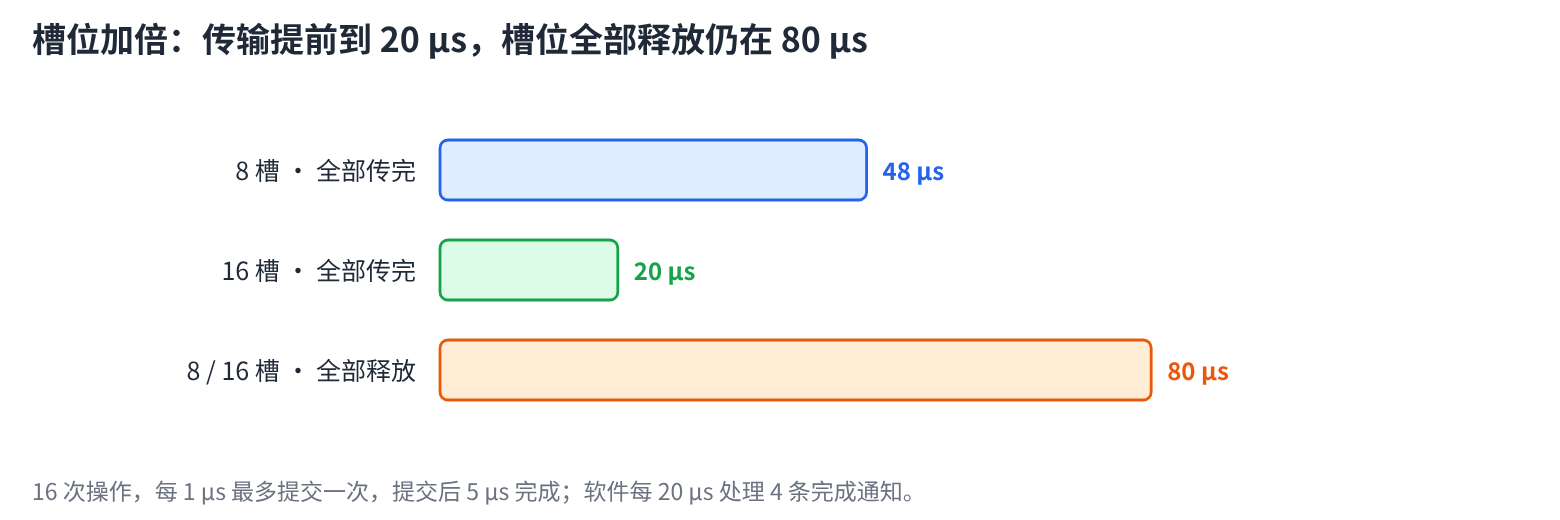 槽位加倍：传输提前到 20 μs，槽位全部释放仍在 80 μs
8 槽 · 全部传完
48 μs
16 槽 · 全部传完
20 μs
8 / 16 槽 · 全部释放
80 μs
16 次操作，每 1 μs 最多提交一次，提交后 5 μs 完成；软件每 20 μs 处理 4 条完成通知。